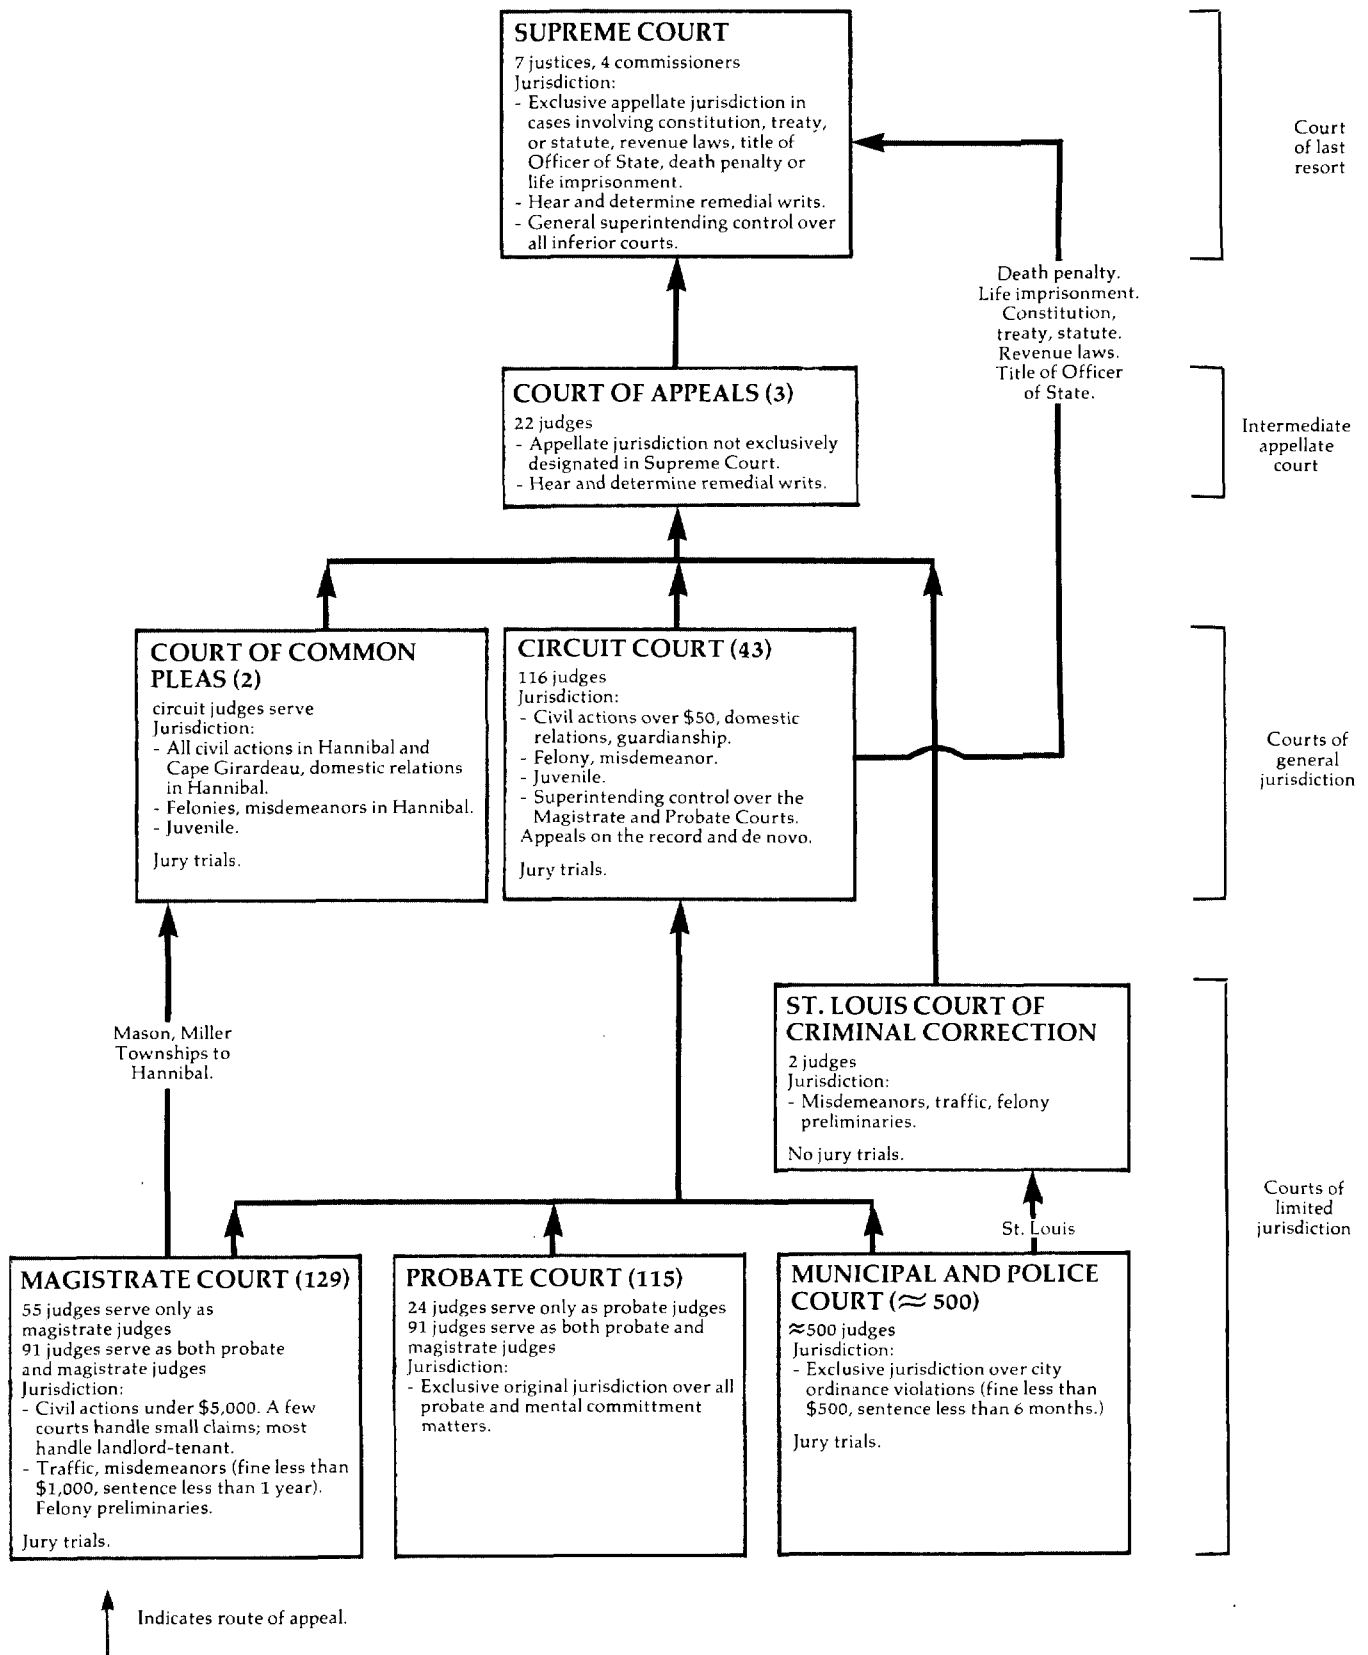 SUPREME COURT
7 justices, 4 commissioners
Jurisdiction:
- Exclusive appellate jurisdiction in
cases involving constitution, treaty,
or statute, revenue laws, title of
Officer of State, death penalty or
life imprisonment.
- Hear and determine remedial writs.
- General superintending control over
all inferior courts.
Court
of last
resort
Death penalty.
Life imprisonment.
Constitution,
treaty, statute.
Revenue laws.
Title of Officer
of State.
COURT OF APPEALS (3)
22 judges
- Appellate jurisdiction not exclusively
designated in Supreme Court.
- Hear and determine remedial writs.
Intermediate
appellate
court
COURT OF COMMON
PLEAS (2)
circuit judges serve
Jurisdiction:
- All civil actions in Hannibal and
Cape Girardeau, domestic relations
in Hannibal.
- Felonies, misdemeanors in Hannibal.
- Juvenile.
Jury trials.
CIRCUIT COURT (43)
116 judges
Jurisdiction:
- Civil actions over $50, domestic
relations, guardianship.
- Felony, misdemeanor.
- Juvenile.
- Superintending control over the
Magistrate and Probate Courts.
Appeals on the record and de novo.
Jury trials.
Courts of
general
jurisdiction
Mason, Miller
Townships to
Hannibal.
ST. LOUIS COURT OF
CRIMINAL CORRECTION
2 judges
Jurisdiction:
- Misdemeanors, traffic, felony
preliminaries.
No jury trials.
St. Louis
Courts of
limited
jurisdiction
MAGISTRATE COURT (129)
55 judges serve only as
magistrate judges
91 judges serve as both probate
and magistrate judges
Jurisdiction:
- Civil actions under $5,000. A few
courts handle small claims; most
handle landlord-tenant.
- Traffic, misdemeanors (fine less than
$1,000, sentence less than 1 year).
Felony preliminaries.
Jury trials.
PROBATE COURT (115)
24 judges serve only as probate judges
91 judges serve as both probate and
magistrate judges
Jurisdiction:
- Exclusive original jurisdiction over all
probate and mental committment
matters.
MUNICIPAL AND POLICE
COURT (≈ 500)
≈500 judges
Jurisdiction:
- Exclusive jurisdiction over city
ordinance violations (fine less than
$500, sentence less than 6 months.)
Jury trials.
Indicates route of appeal.